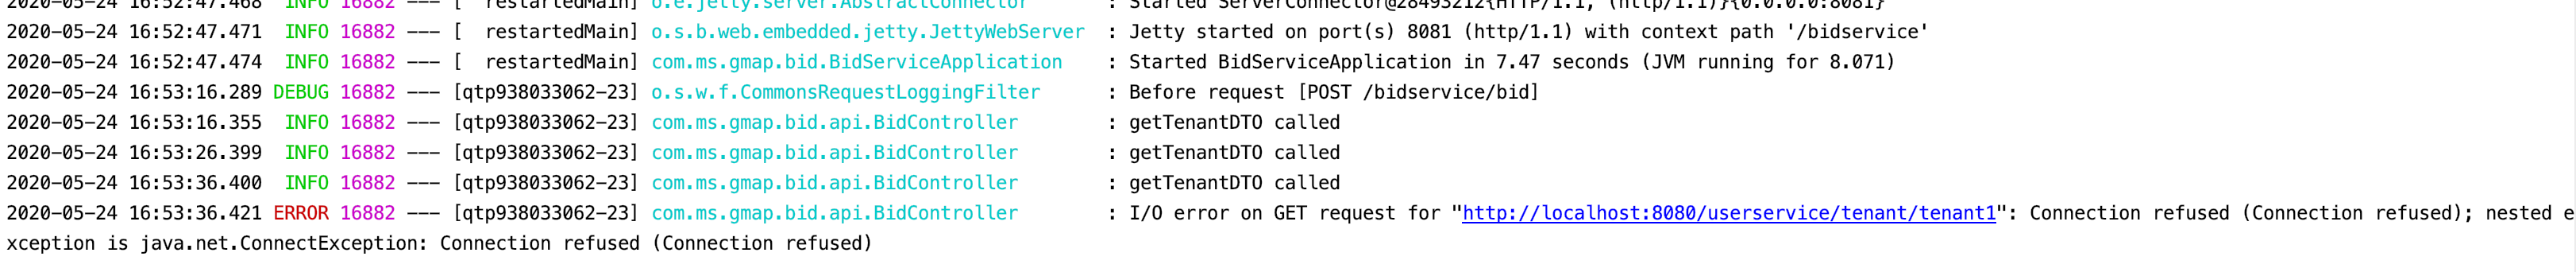 2020-05-24 16:52:47.468 INFO 16882 --- [ restartedMain] o.e.jetty.server.AbstractConnector : Started ServerConnector@28493212{HTTP/1.1, (http/1.1)}{0.0.0.0:8081}
2020-05-24 16:52:47.471 INFO 16882 --- [ restartedMain] o.s.b.web.embedded.jetty.JettyWebServer : Jetty started on port(s) 8081 (http/1.1) with context path '/bidservice'
2020-05-24 16:52:47.474 INFO 16882 --- [ restartedMain] com.ms.gmap.bid.BidServiceApplication : Started BidServiceApplication in 7.47 seconds (JVM running for 8.071)
2020-05-24 16:53:16.289 DEBUG 16882 --- [qtp938033062-23] o.s.w.f.CommonsRequestLoggingFilter : Before request [POST /bidservice/bid]
2020-05-24 16:53:16.355 INFO 16882 --- [qtp938033062-23] com.ms.gmap.bid.api.BidController : getTenantDTO called
2020-05-24 16:53:26.399 INFO 16882 --- [qtp938033062-23] com.ms.gmap.bid.api.BidController : getTenantDTO called
2020-05-24 16:53:36.400 INFO 16882 --- [qtp938033062-23] com.ms.gmap.bid.api.BidController : getTenantDTO called
2020-05-24 16:53:36.421 ERROR 16882 --- [qtp938033062-23] com.ms.gmap.bid.api.BidController : I/O error on GET request for "http://localhost:8080/userservice/tenant/tenant1": Connection refused (Connection refused); nested e
xception is java.net.ConnectException: Connection refused (Connection refused)